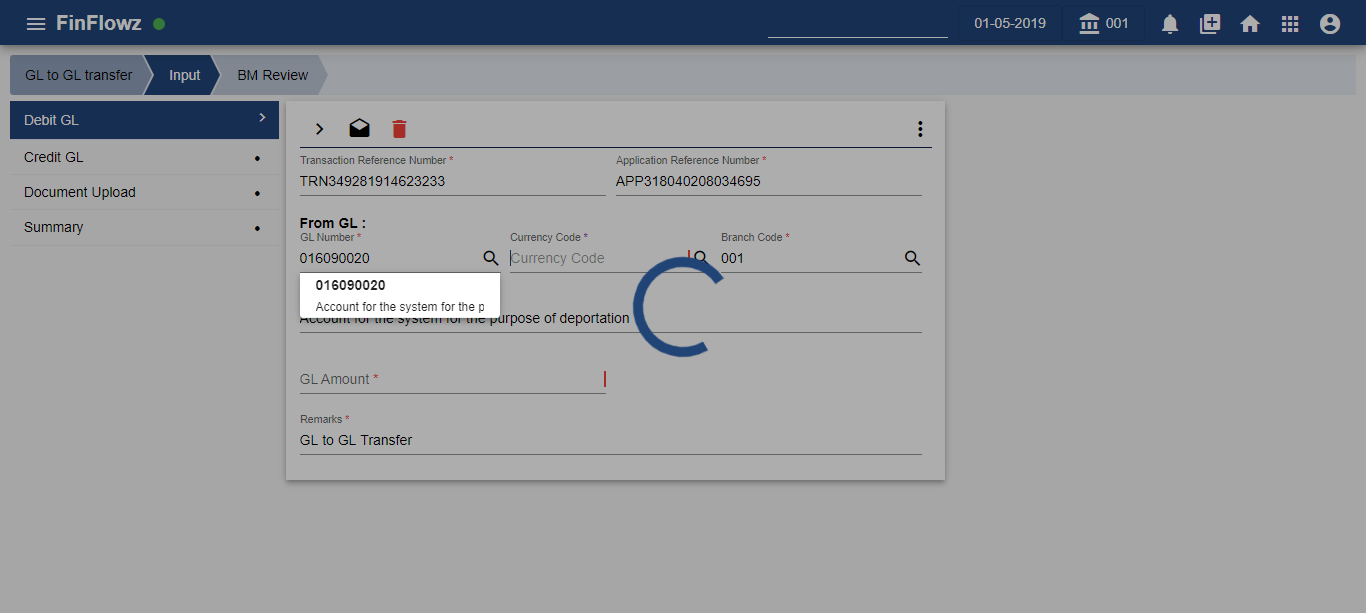 FinFlowz
01-05-2019
001
GL to GL transfer
Input
BM Review
Debit GL
Credit GL
Document Upload
Summary
Transaction Reference Number *
Application Reference Number *
TRN349281914623233
APP318040208034695
From GL :
GL Number *
Currency Code *
Branch Code *
016090020
Currency Code
001
016090020
Account for the system for the p
Account for the system for the purpose of deportation
GL Amount *
Remarks *
GL to GL Transfer